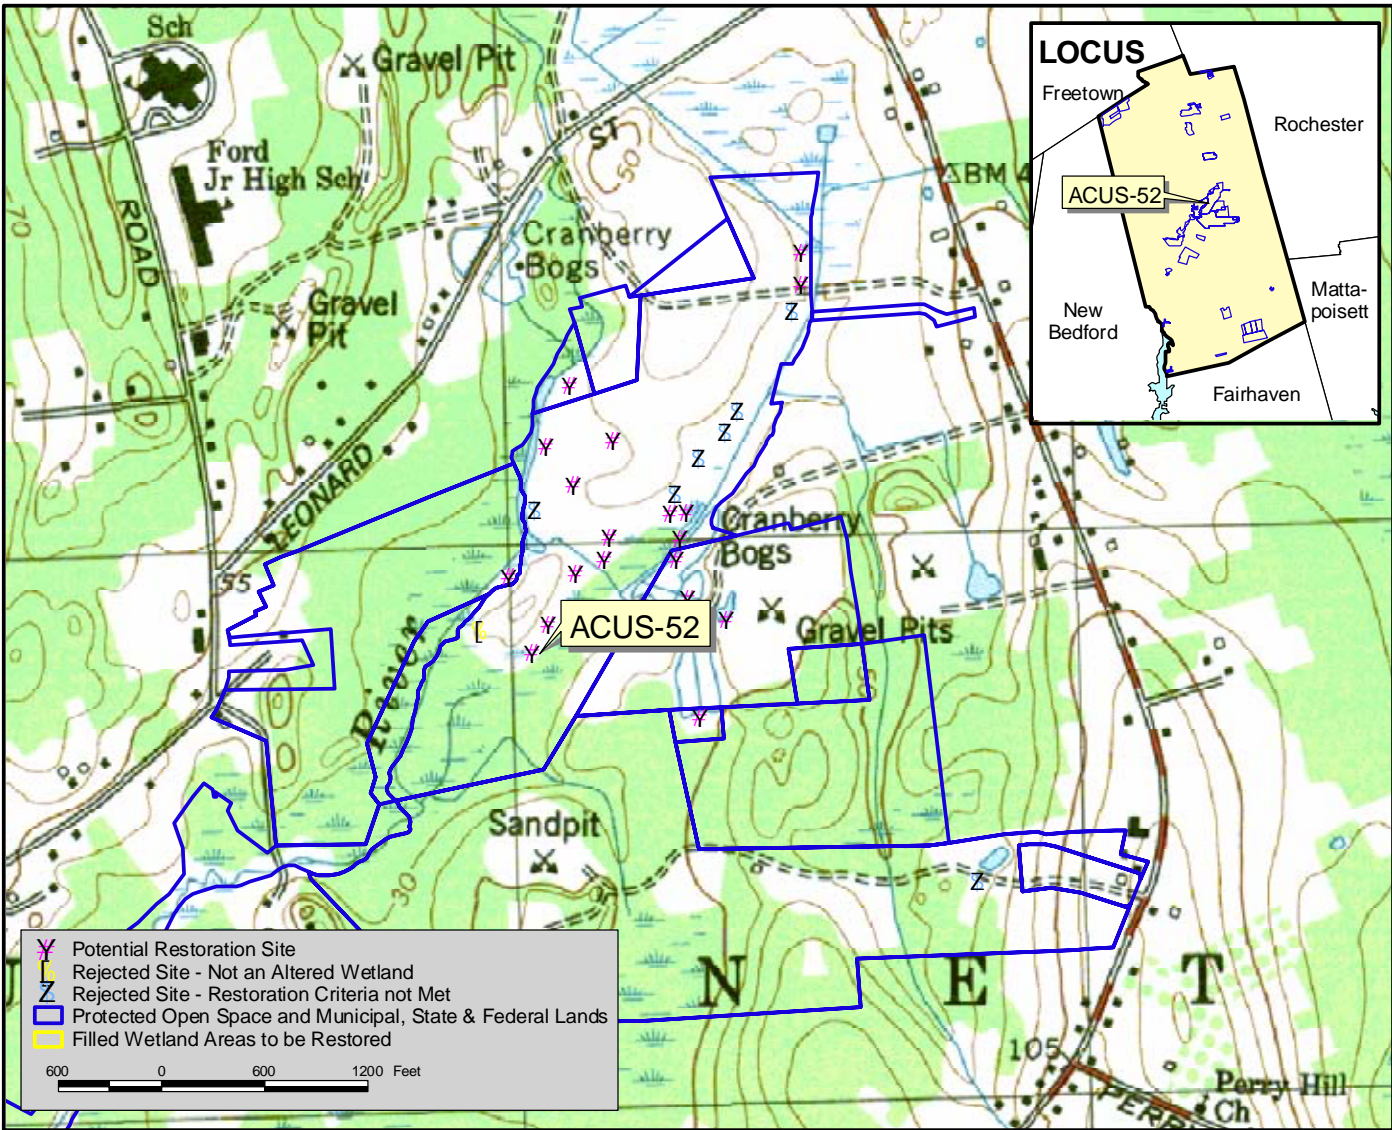 Sch
Gravel Pit
Ford
Jr High Sch
ROAD
70
ST
50
BM 4
Cranberry
Bogs
Gravel
Pit
LEONARD
55
Cranberry
Bogs
Gravel Pits
ACUS-52
River
Sandpit
30
N E T
105
Perry Hill
Ch
PERR
LOCUS
Freetown
Rochester
ACUS-52
New
Bedford
Matta-
poisett
Fairhaven
Y Potential Restoration Site
[ Rejected Site - Not an Altered Wetland
Z Rejected Site - Restoration Criteria not Met
Protected Open Space and Municipal, State & Federal Lands
Filled Wetland Areas to be Restored
600 0 600 1200 Feet